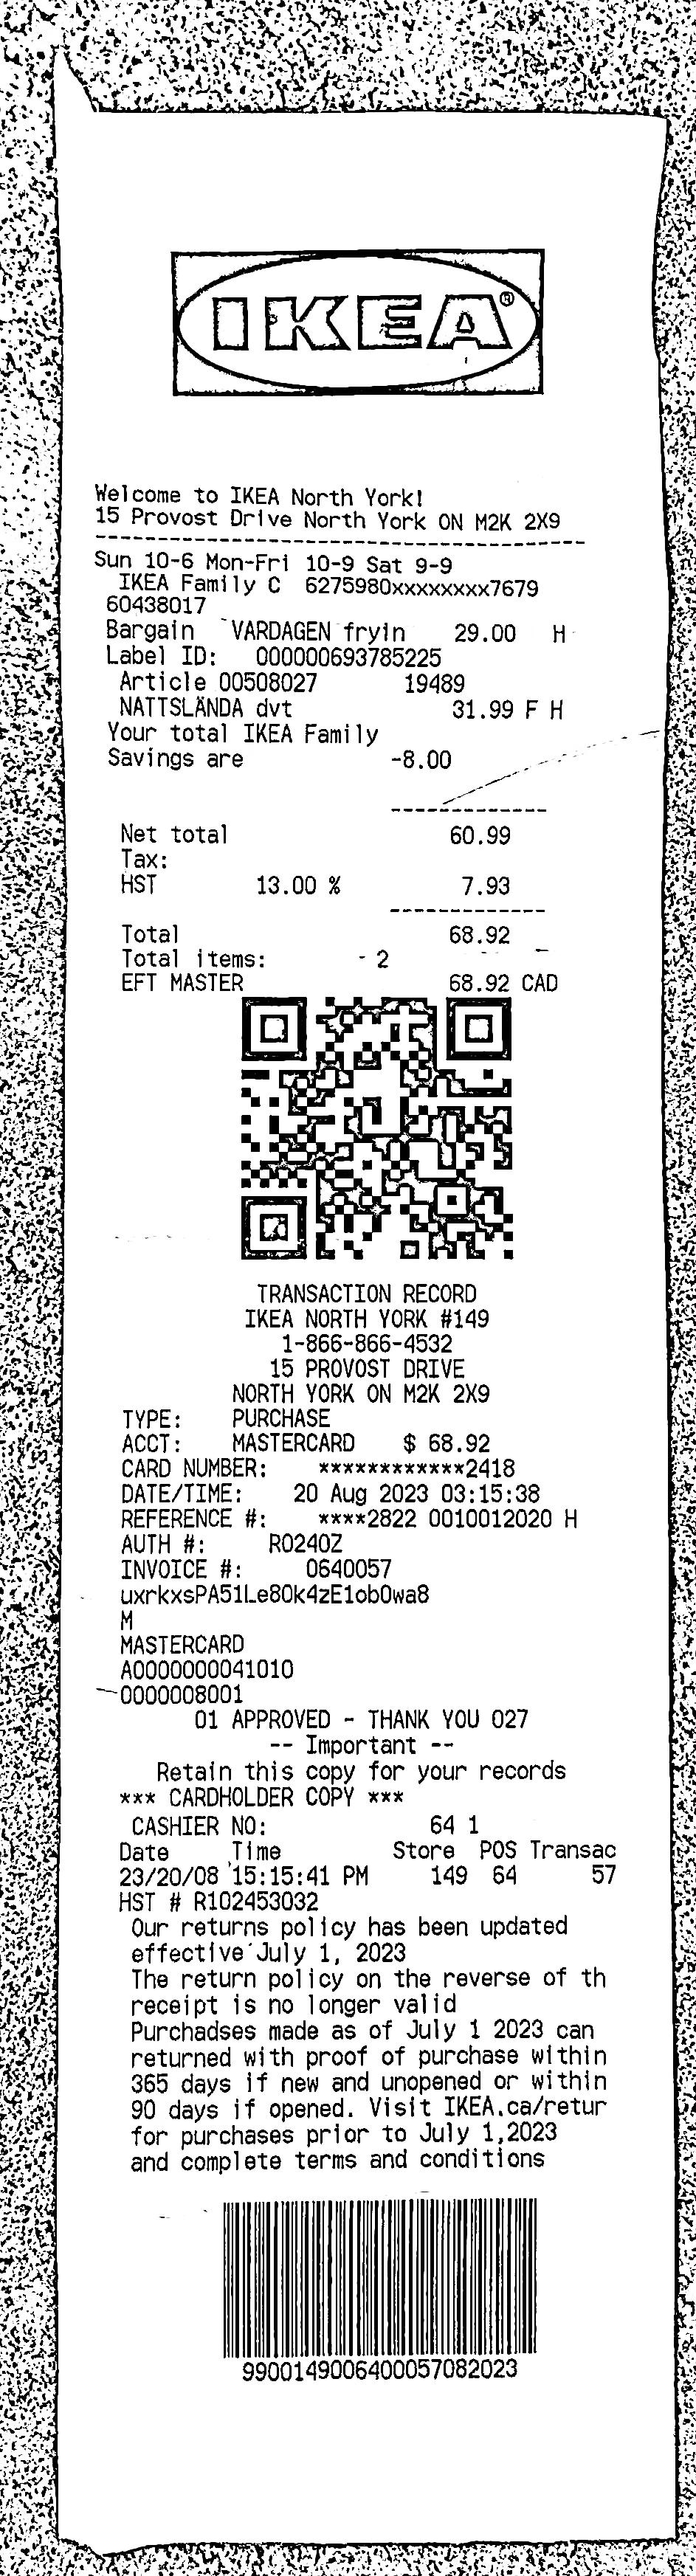 IKEA®
Welcome to IKEA North York!
15 Provost Drive North York ON M2K 2X9
------------------------------------------
Sun 10-6 Mon-Fri 10-9 Sat 9-9
IKEA Family C 6275980xxxxxxxx7679
60438017
Bargain VARDAGEN fryin 29.00 H
Label ID: 000000693785225
Article 00508027 19489
NATTSLÄNDA dvt 31.99 F H
Your total IKEA Family
Savings are -8.00
-------------
Net total 60.99
Tax:
HST 13.00 % 7.93
-------------
Total 68.92
Total items: 2
EFT MASTER 68.92 CAD
TRANSACTION RECORD
IKEA NORTH YORK #149
1-866-866-4532
15 PROVOST DRIVE
NORTH YORK ON M2K 2X9
TYPE: PURCHASE
ACCT: MASTERCARD $ 68.92
CARD NUMBER: ************2418
DATE/TIME: 20 Aug 2023 03:15:38
REFERENCE #: ****2822 0010012020 H
AUTH #: R0240Z
INVOICE #: 0640057
uxrkxsPA51Le80k4zE1ob0wa8
M
MASTERCARD
A0000000041010
0000008001
01 APPROVED - THANK YOU 027
-- Important --
Retain this copy for your records
*** CARDHOLDER COPY ***
CASHIER NO: 64 1
Date Time Store POS Transac
23/20/08 15:15:41 PM 149 64 57
HST # R102453032
Our returns policy has been updated
effective July 1, 2023
The return policy on the reverse of th
receipt is no longer valid
Purchadses made as of July 1 2023 can
returned with proof of purchase within
365 days if new and unopened or within
90 days if opened. Visit IKEA.ca/retur
for purchases prior to July 1,2023
and complete terms and conditions
9900149006400057082023